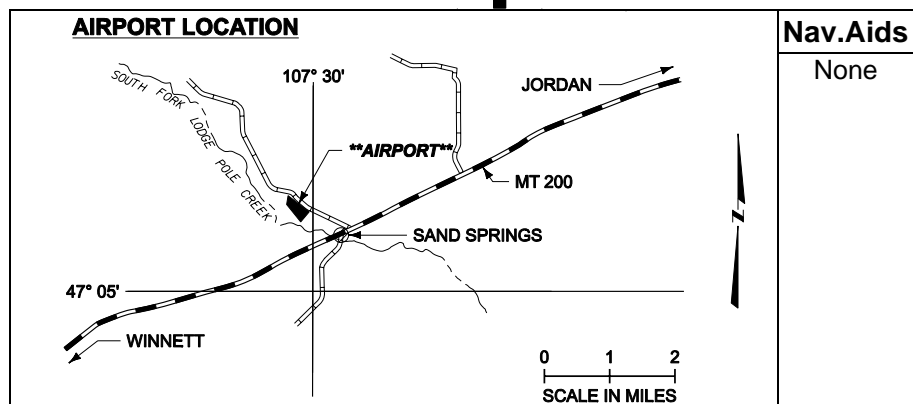 AIRPORT LOCATION
Nav.Aids
None
SOUTH FORK LODGE POLE CREEK
107° 30'
JORDAN
**AIRPORT**
MT 200
SAND SPRINGS
N
47° 05'
WINNETT
0 1 2
SCALE IN MILES